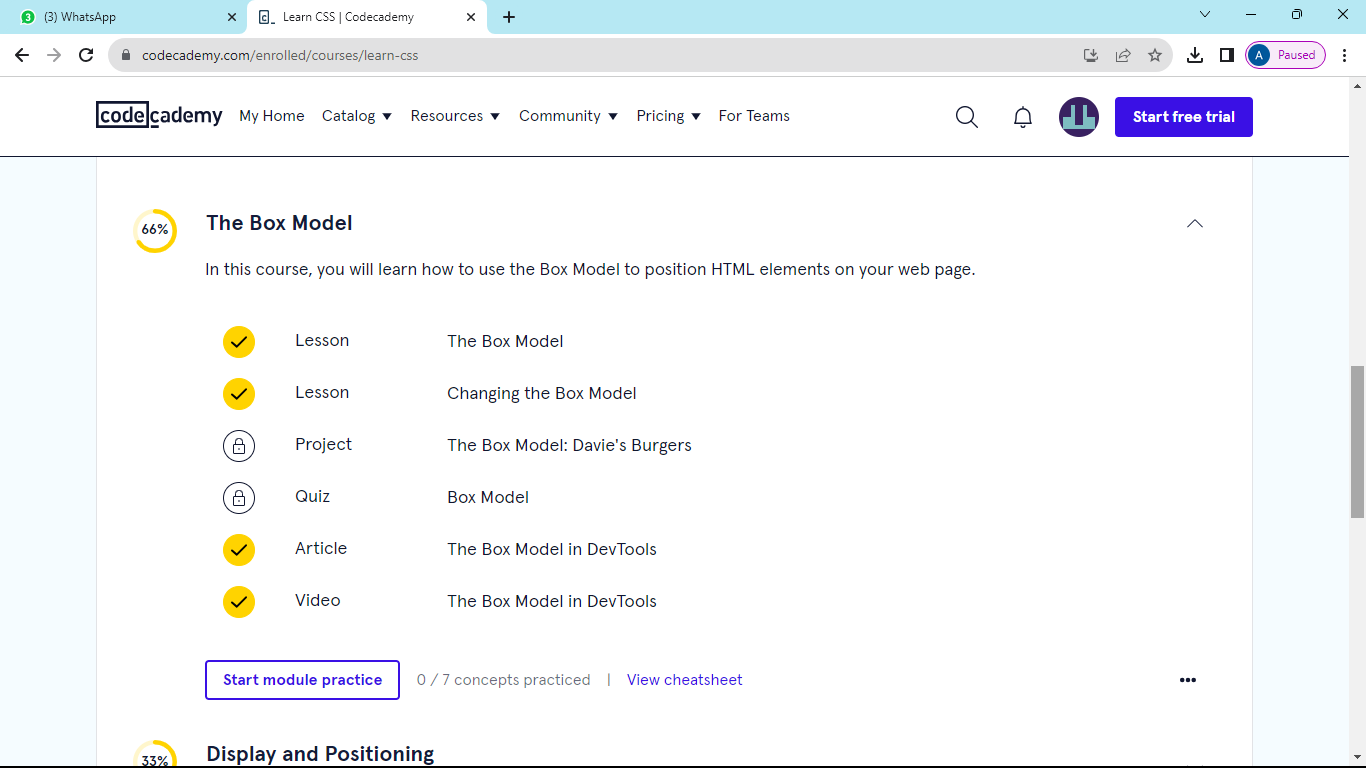 (3) WhatsApp
Learn CSS | Codecademy
codecademy.com/enrolled/courses/learn-css
A Paused
codecademy My Home Catalog Resources Community Pricing For Teams Start free trial
66% The Box Model
In this course, you will learn how to use the Box Model to position HTML elements on your web page.
Lesson The Box Model
Lesson Changing the Box Model
Project The Box Model: Davie's Burgers
Quiz Box Model
Article The Box Model in DevTools
Video The Box Model in DevTools
Start module practice 0 / 7 concepts practiced | View cheatsheet
33% Display and Positioning